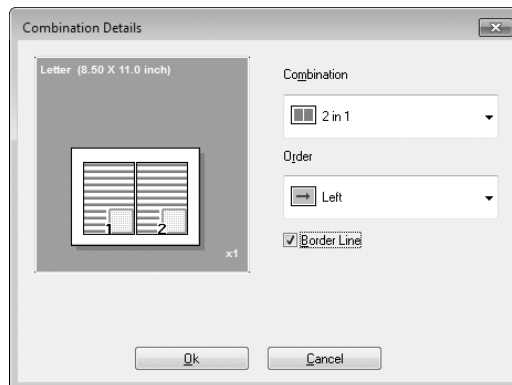 Combination Details
Letter (8.50 X 11.0 inch)
1 2
x1
Combination
2 in 1
Order
Left
Border Line
Ok Cancel